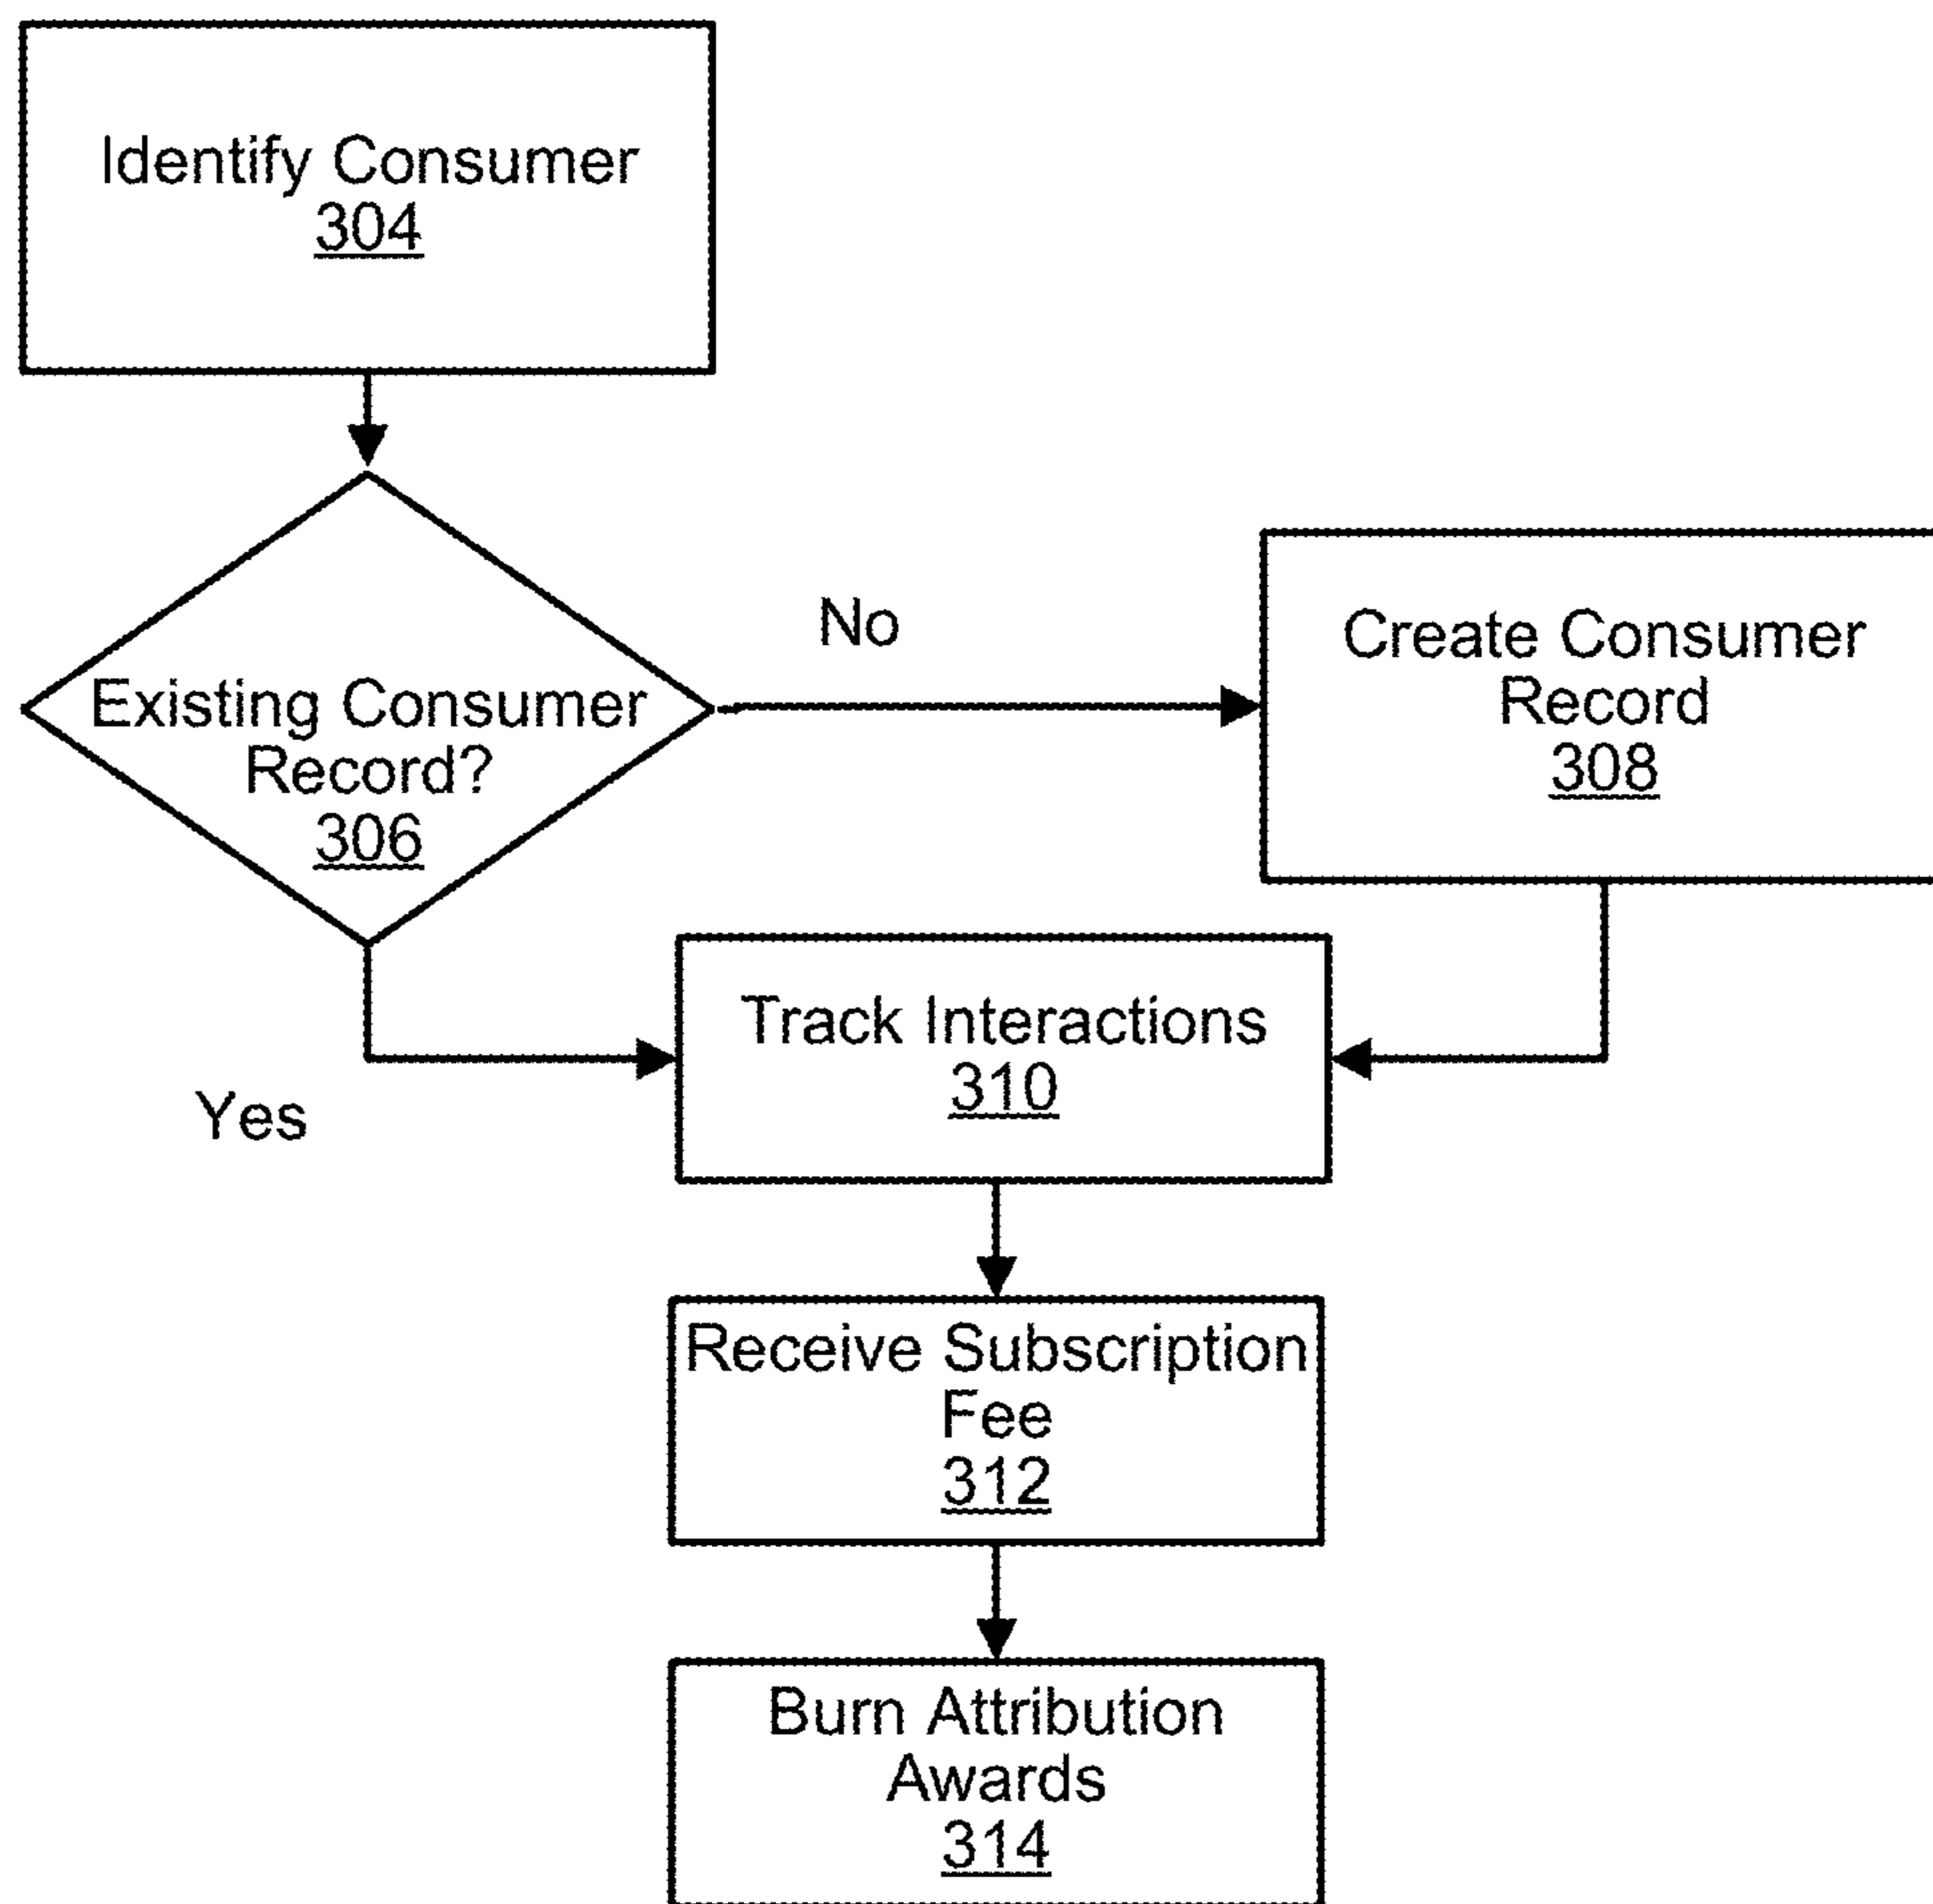 Identify Consumer
304
Existing Consumer
Record?
306
No
Create Consumer
Record
308
Yes
Track Interactions
310
Receive Subscription
Fee
312
Burn Attribution
Awards
314